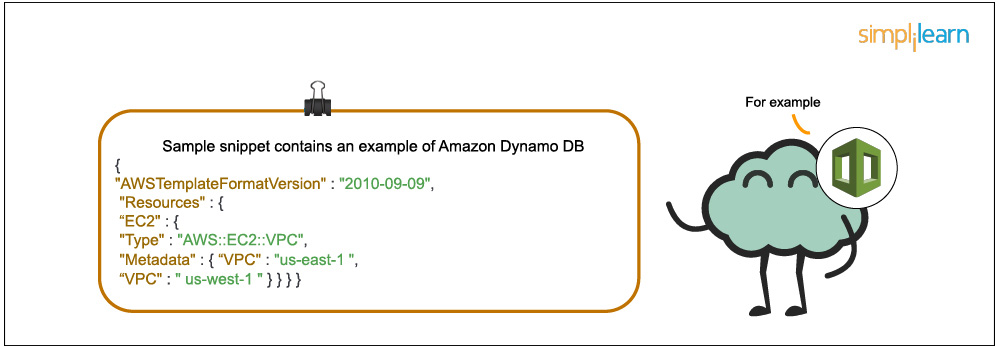 simplilearn
For example
Sample snippet contains an example of Amazon Dynamo DB
{
"AWSTemplateFormatVersion" : "2010-09-09",
"Resources" : {
“EC2" : {
"Type" : "AWS::EC2::VPC",
"Metadata" : { “VPC" : "us-east-1 ",
“VPC" : " us-west-1 " } } } }